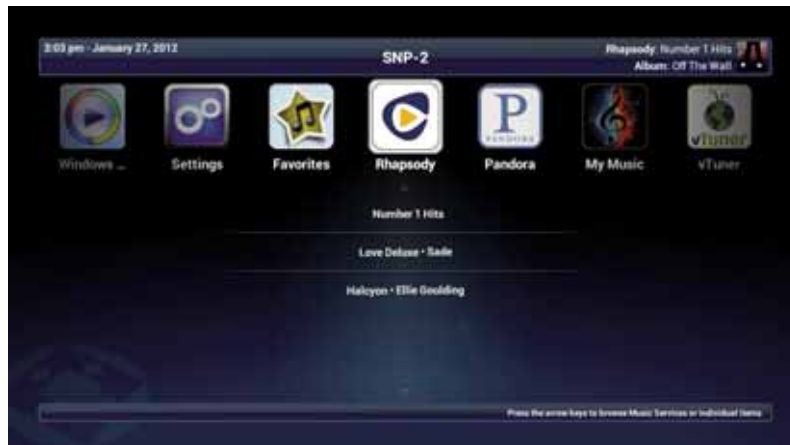 3:03 pm - January 27, 2012
SNP-2
Rhapsody: Number 1 Hits
Album: Off The Wall
P
PANDORA
vTuner
Windows ...
Settings
Favorites
Rhapsody
Pandora
My Music
vTuner
Number 1 Hits
Love Deluxe • Sade
Halcyon • Ellie Goulding
Press the arrow keys to browse Music Services or individual items